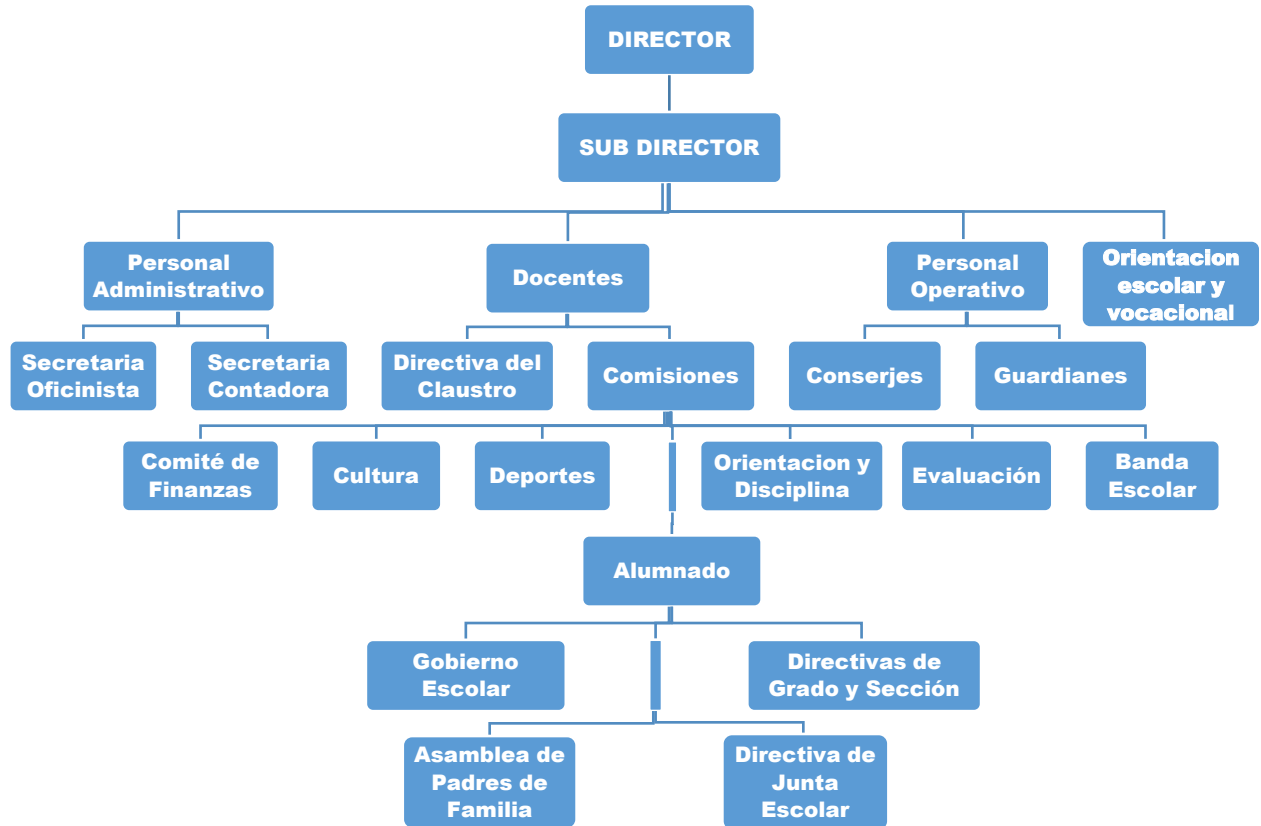 DIRECTOR
SUB DIRECTOR
Personal
Administrativo
Docentes
Personal
Operativo
Orientacion
escolar y
vocacional
Secretaria
Oficinista
Secretaria
Contadora
Directiva del
Claustro
Comisiones
Conserjes
Guardianes
Comité de
Finanzas
Cultura
Deportes
Orientacion y
Disciplina
Evaluación
Banda
Escolar
Alumnado
Gobierno
Escolar
Directivas de
Grado y Sección
Asamblea de
Padres de
Familia
Directiva de
Junta
Escolar